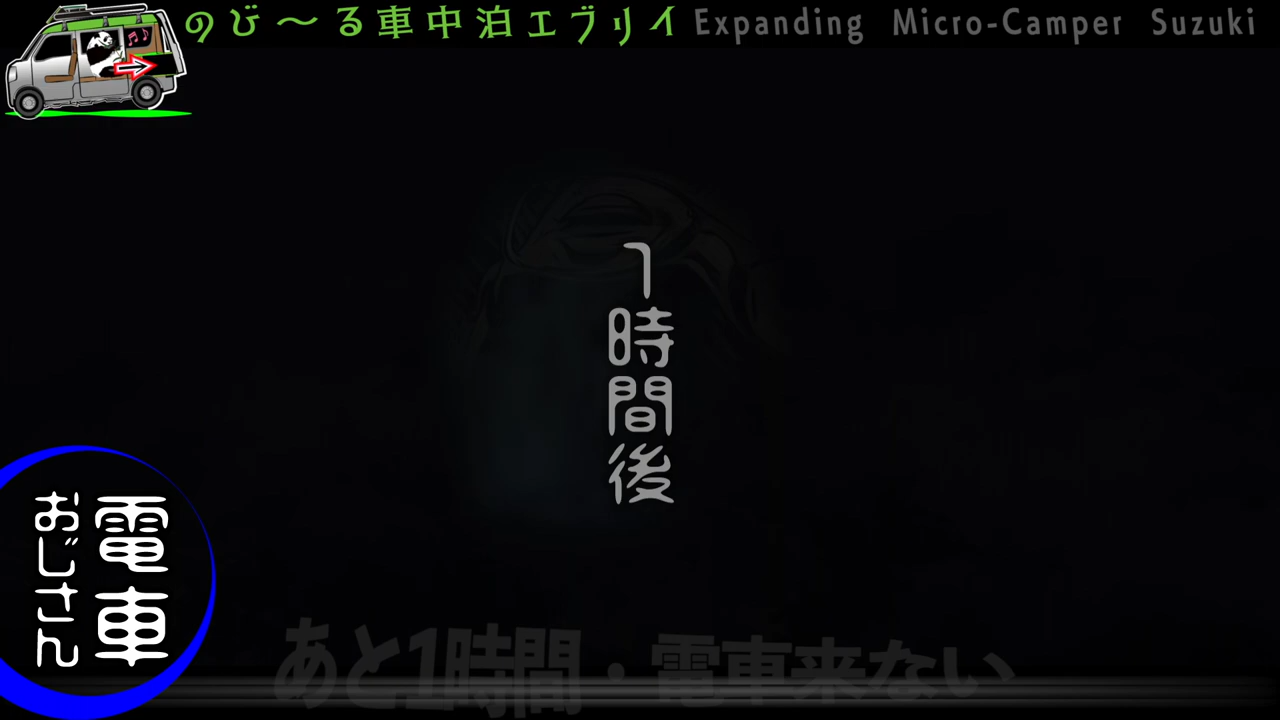 のび〜る車中泊エブリイ Expanding Micro-Camper Suzuki
1時間後
電車
おじさん
あと1時間・電車来ない